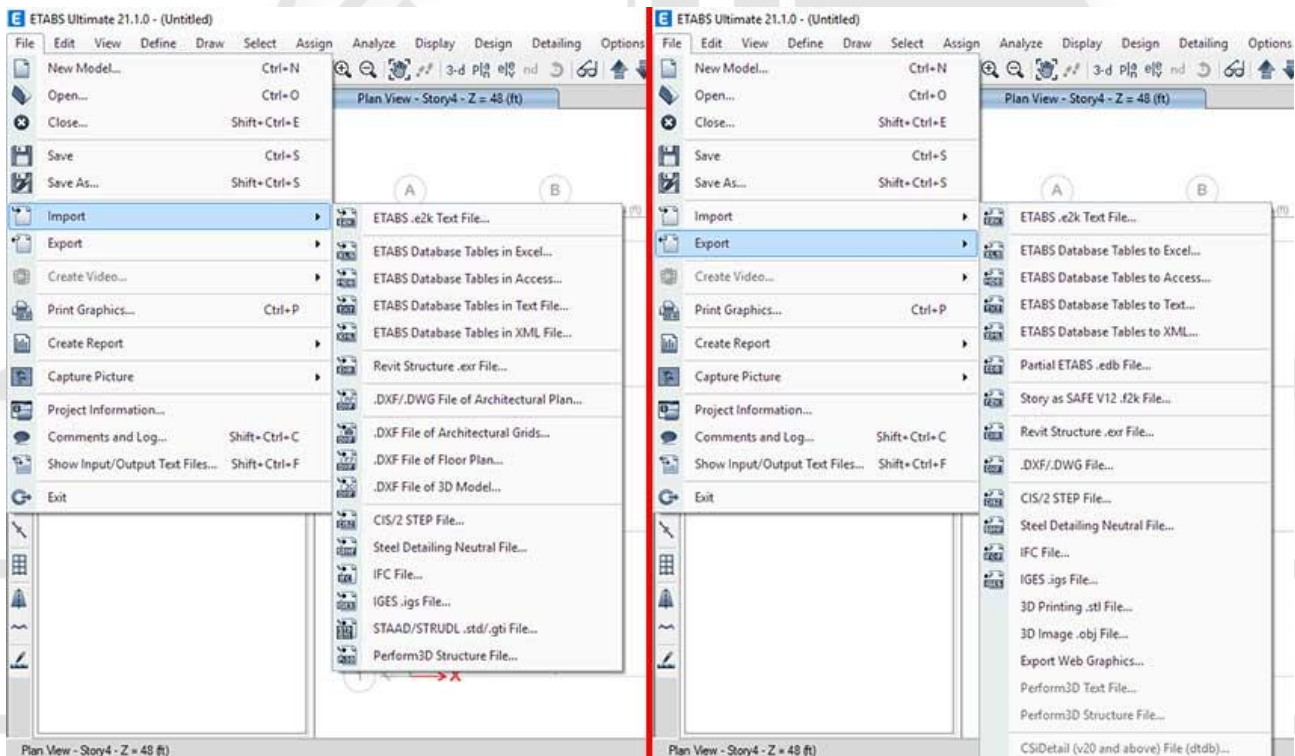 ETABS Ultimate 21.1.0 - (Untitled)
File Edit View Define Draw Select Assign Analyze Display Design Detailing Options
New Model... Ctrl+N
3-d nd
Open... Ctrl+O
Plan View - Story4 - Z = 48 (ft)
Close... Shift+Ctrl+E
Save Ctrl+S
Save As... Shift+Ctrl+S
A B
Import
(ft)
Export
Create Video...
Print Graphics... Ctrl+P
Create Report
Capture Picture
Project Information...
Comments and Log... Shift+Ctrl+C
Show Input/Output Text Files... Shift+Ctrl+F
Exit
ETABS .e2k Text File...
ETABS Database Tables in Excel...
ETABS Database Tables in Access...
ETABS Database Tables in Text File...
ETABS Database Tables in XML File...
Revit Structure .exr File...
.DXF/.DWG File of Architectural Plan...
.DXF File of Architectural Grids...
.DXF File of Floor Plan...
.DXF File of 3D Model...
CIS/2 STEP File...
Steel Detailing Neutral File...
IFC File...
IGES .igs File...
STAAD/STRUDL .std/.gti File...
Perform3D Structure File...
1 X
Plan View - Story4 - Z = 48 (ft)
ETABS Ultimate 21.1.0 - (Untitled)
File Edit View Define Draw Select Assign Analyze Display Design Detailing Options
New Model... Ctrl+N
3-d nd
Open... Ctrl+O
Plan View - Story4 - Z = 48 (ft)
Close... Shift+Ctrl+E
Save Ctrl+S
Save As... Shift+Ctrl+S
A B
Import
(ft)
Export
Create Video...
Print Graphics... Ctrl+P
Create Report
Capture Picture
Project Information...
Comments and Log... Shift+Ctrl+C
Show Input/Output Text Files... Shift+Ctrl+F
Exit
ETABS .e2k Text File...
ETABS Database Tables to Excel...
ETABS Database Tables to Access...
ETABS Database Tables to Text...
ETABS Database Tables to XML...
Partial ETABS .edb File...
Story as SAFE V12 .f2k File...
Revit Structure .exr File...
.DXF/.DWG File...
CIS/2 STEP File...
Steel Detailing Neutral File...
IFC File...
IGES .igs File...
3D Printing .stl File...
3D Image .obj File...
Export Web Graphics...
Perform3D Text File...
Perform3D Structure File...
CSiDetail (v20 and above) File (dtdb)...
Plan View - Story4 - Z = 48 (ft)